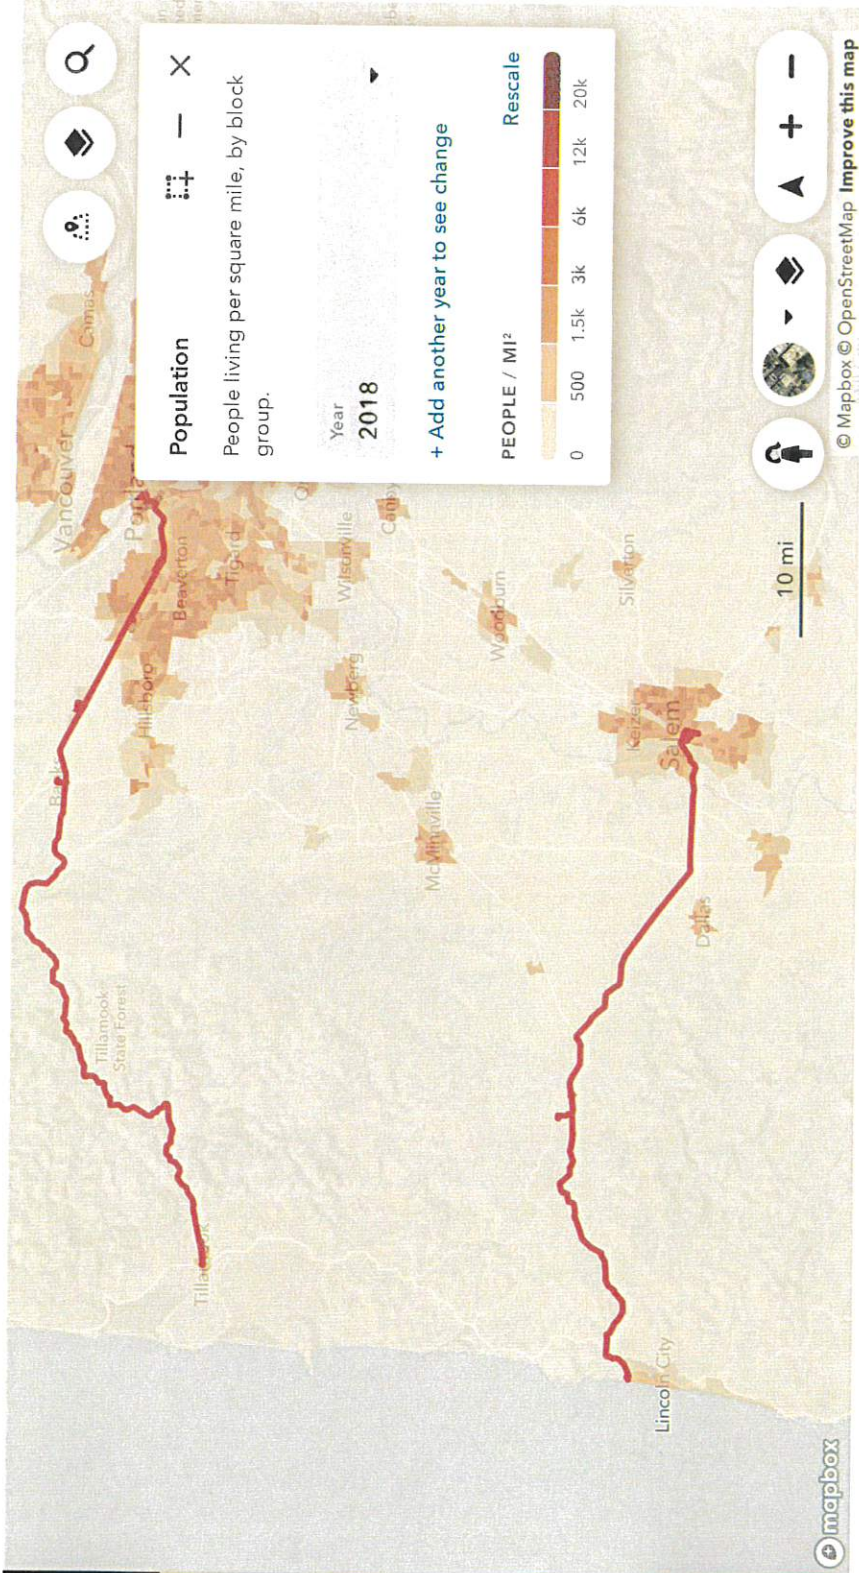 Population
People living per square mile, by block
group.
Year
2018
+ Add another year to see change
PEOPLE / MI²
Rescale
0 500 1.5k 3k 6k 12k 20k
Vancouver
Camas
Portland
Banks
Hillsboro
Beaverton
Tigard
Tillamook
State Forest
Tillamook
Newberg
Wilsonville
Canby
McMinnville
Woodburn
Silverton
Keizer
Salem
Dallas
Lincoln City
10 mi
mapbox
© Mapbox © OpenStreetMap Improve this map